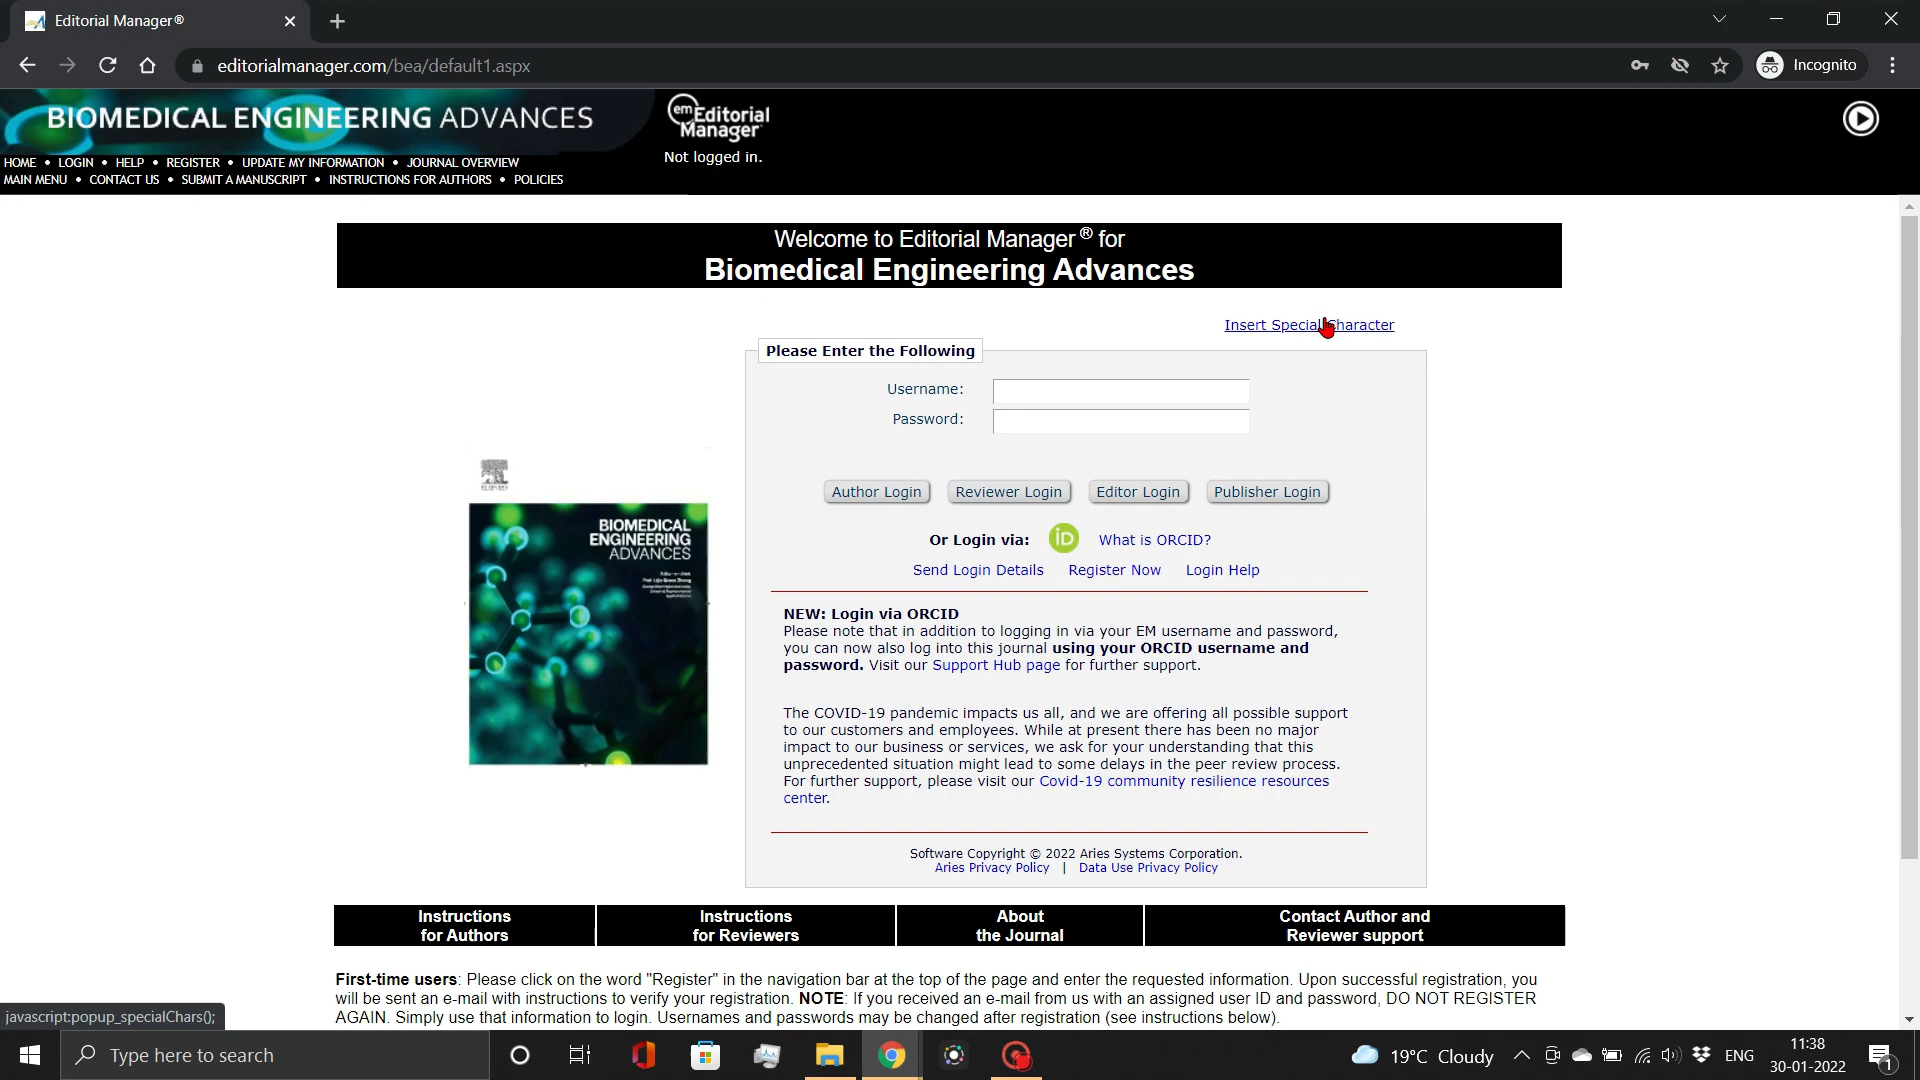 Editorial Manager®
editorialmanager.com/bea/default1.aspx
Incognito
BIOMEDICAL ENGINEERING ADVANCES
em Editorial
Manager
Not logged in.
HOME • LOGIN • HELP • REGISTER • UPDATE MY INFORMATION • JOURNAL OVERVIEW
MAIN MENU • CONTACT US • SUBMIT A MANUSCRIPT • INSTRUCTIONS FOR AUTHORS • POLICIES
Welcome to Editorial Manager® for
Biomedical Engineering Advances
Insert Special Character
Please Enter the Following
Username:
Password:
Author Login
Reviewer Login
Editor Login
Publisher Login
Or Login via: iD What is ORCID?
Send Login Details Register Now Login Help
ELSEVIER
BIOMEDICAL
ENGINEERING
ADVANCES
NEW: Login via ORCID
Please note that in addition to logging in via your EM username and password,
you can now also log into this journal using your ORCID username and
password. Visit our Support Hub page for further support.
The COVID-19 pandemic impacts us all, and we are offering all possible support
to our customers and employees. While at present there has been no major
impact to our business or services, we ask for your understanding that this
unprecedented situation might lead to some delays in the peer review process.
For further support, please visit our Covid-19 community resilience resources
center.
Software Copyright © 2022 Aries Systems Corporation.
Aries Privacy Policy | Data Use Privacy Policy
Instructions
for Authors
Instructions
for Reviewers
About
the Journal
Contact Author and
Reviewer support
First-time users: Please click on the word "Register" in the navigation bar at the top of the page and enter the requested information. Upon successful registration, you
will be sent an e-mail with instructions to verify your registration. NOTE: If you received an e-mail from us with an assigned user ID and password, DO NOT REGISTER
AGAIN. Simply use that information to login. Usernames and passwords may be changed after registration (see instructions below).
javascript:popup_specialChars();
Type here to search
19°C Cloudy
ENG
11:38
30-01-2022
1